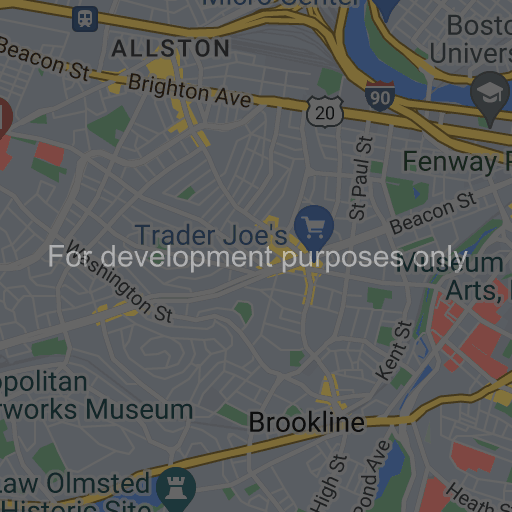 Micro Center
ALLSTON
Beacon St
Brighton Ave
20
90
Bosto
Univers
Fenway P
St Paul St
Beacon St
Trader Joe's
For development purposes only
Museum
Arts,
Washington St
Kent St
opolitan
rworks Museum
Brookline
Law Olmsted
Historic Site
High St
Pond Ave
Heath S